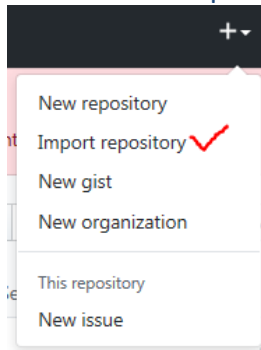 New repository
Import repository
New gist
New organization
This repository
New issue